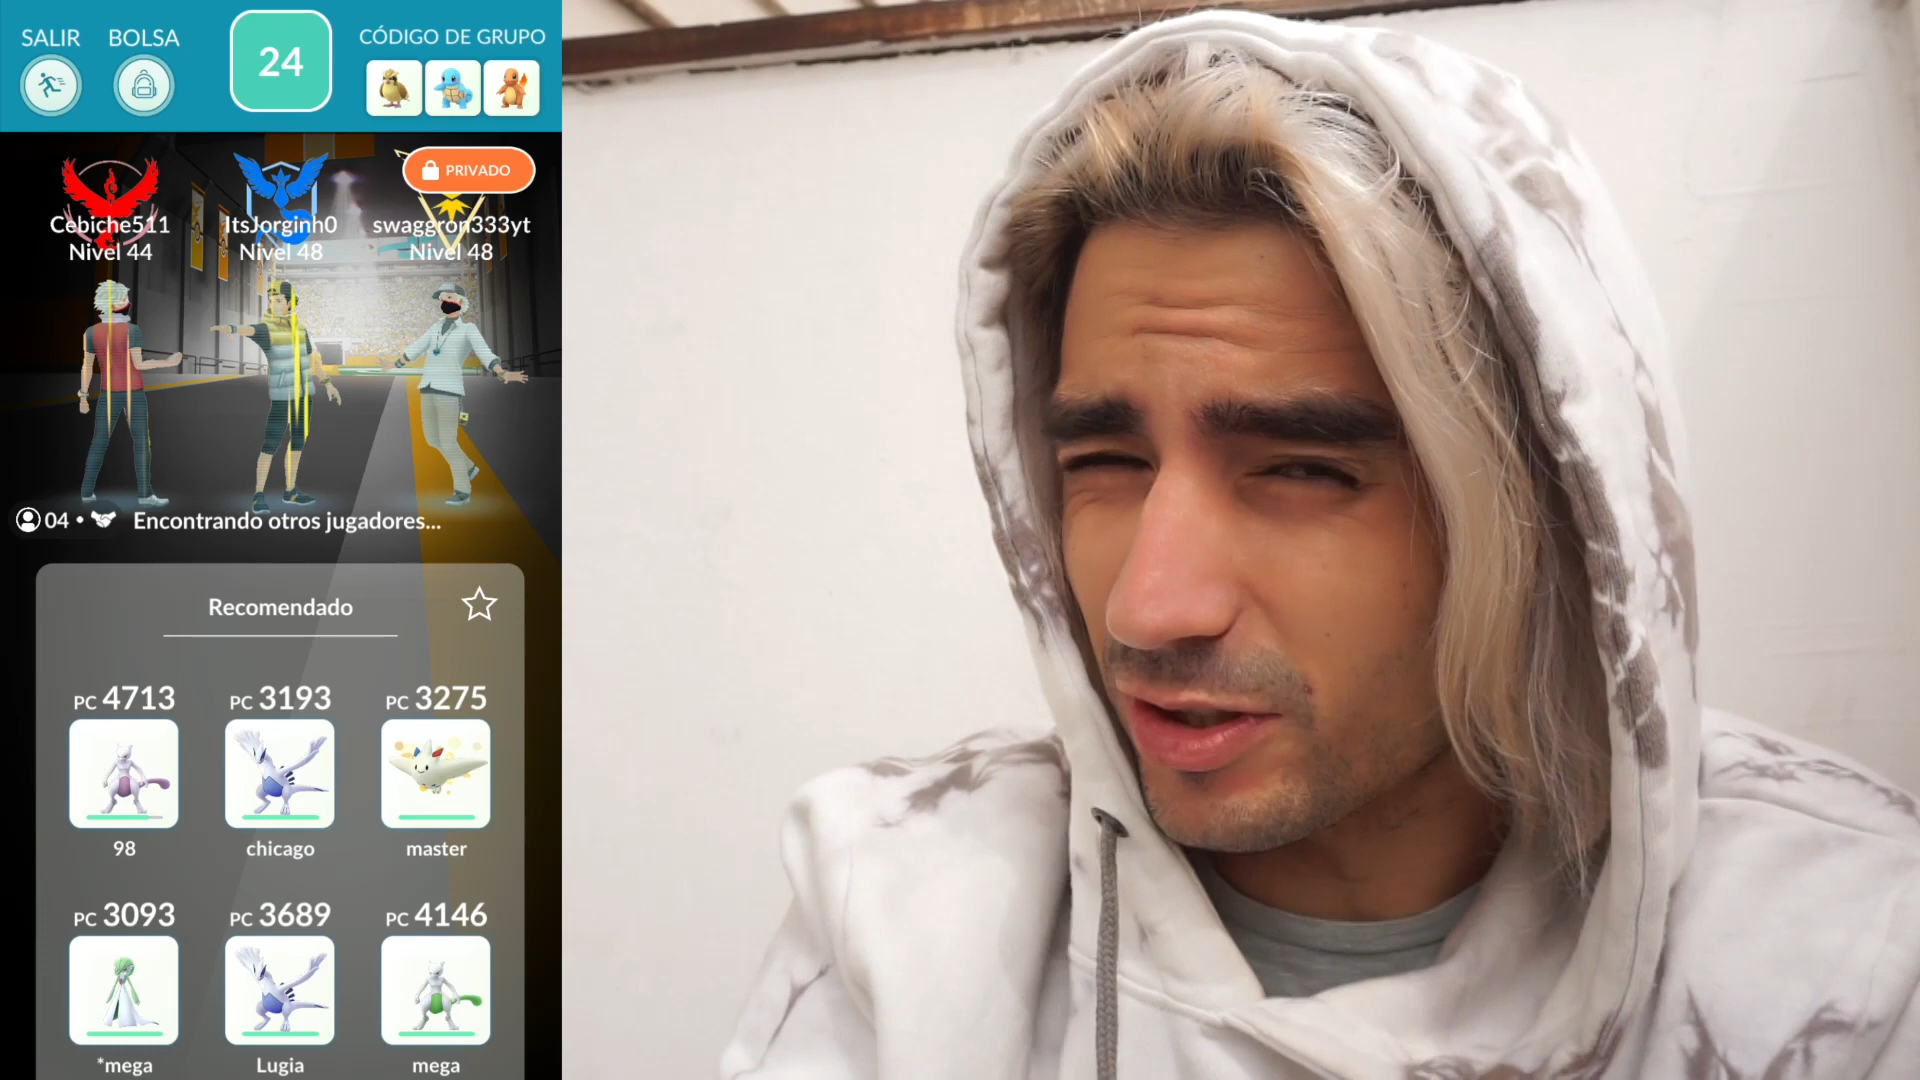 SALIR
BOLSA
24
CÓDIGO DE GRUPO
PRIVADO
Cebiche511
Nivel 44
ItsJorginh0
Nivel 48
swaggron333yt
Nivel 48
04 • Encontrando otros jugadores...
Recomendado
PC 4713
PC 3193
PC 3275
98
chicago
master
PC 3093
PC 3689
PC 4146
*mega
Lugia
mega